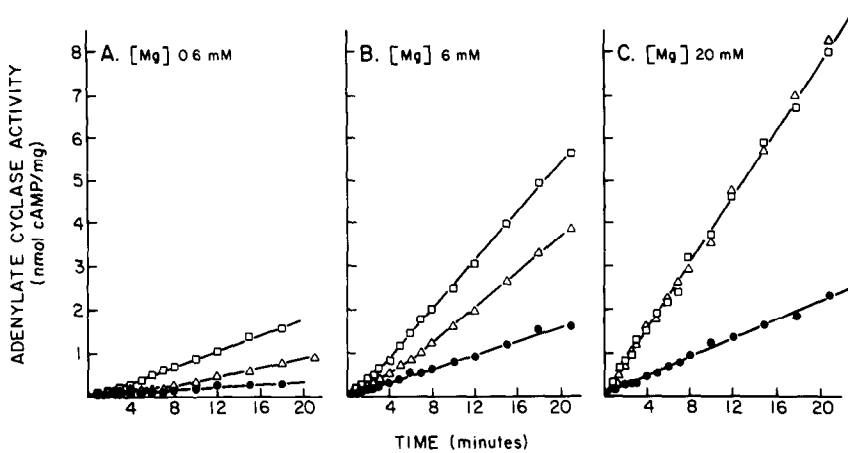 A. [Mg] 0.6 mM
B. [Mg] 6 mM
C. [Mg] 20 mM
ADENYLATE CYCLASE ACTIVITY
(nmol cAMP/mg)
8
7
6
5
4
3
2
1
4 8 12 16 20
4 8 12 16 20
4 8 12 16 20
TIME (minutes)